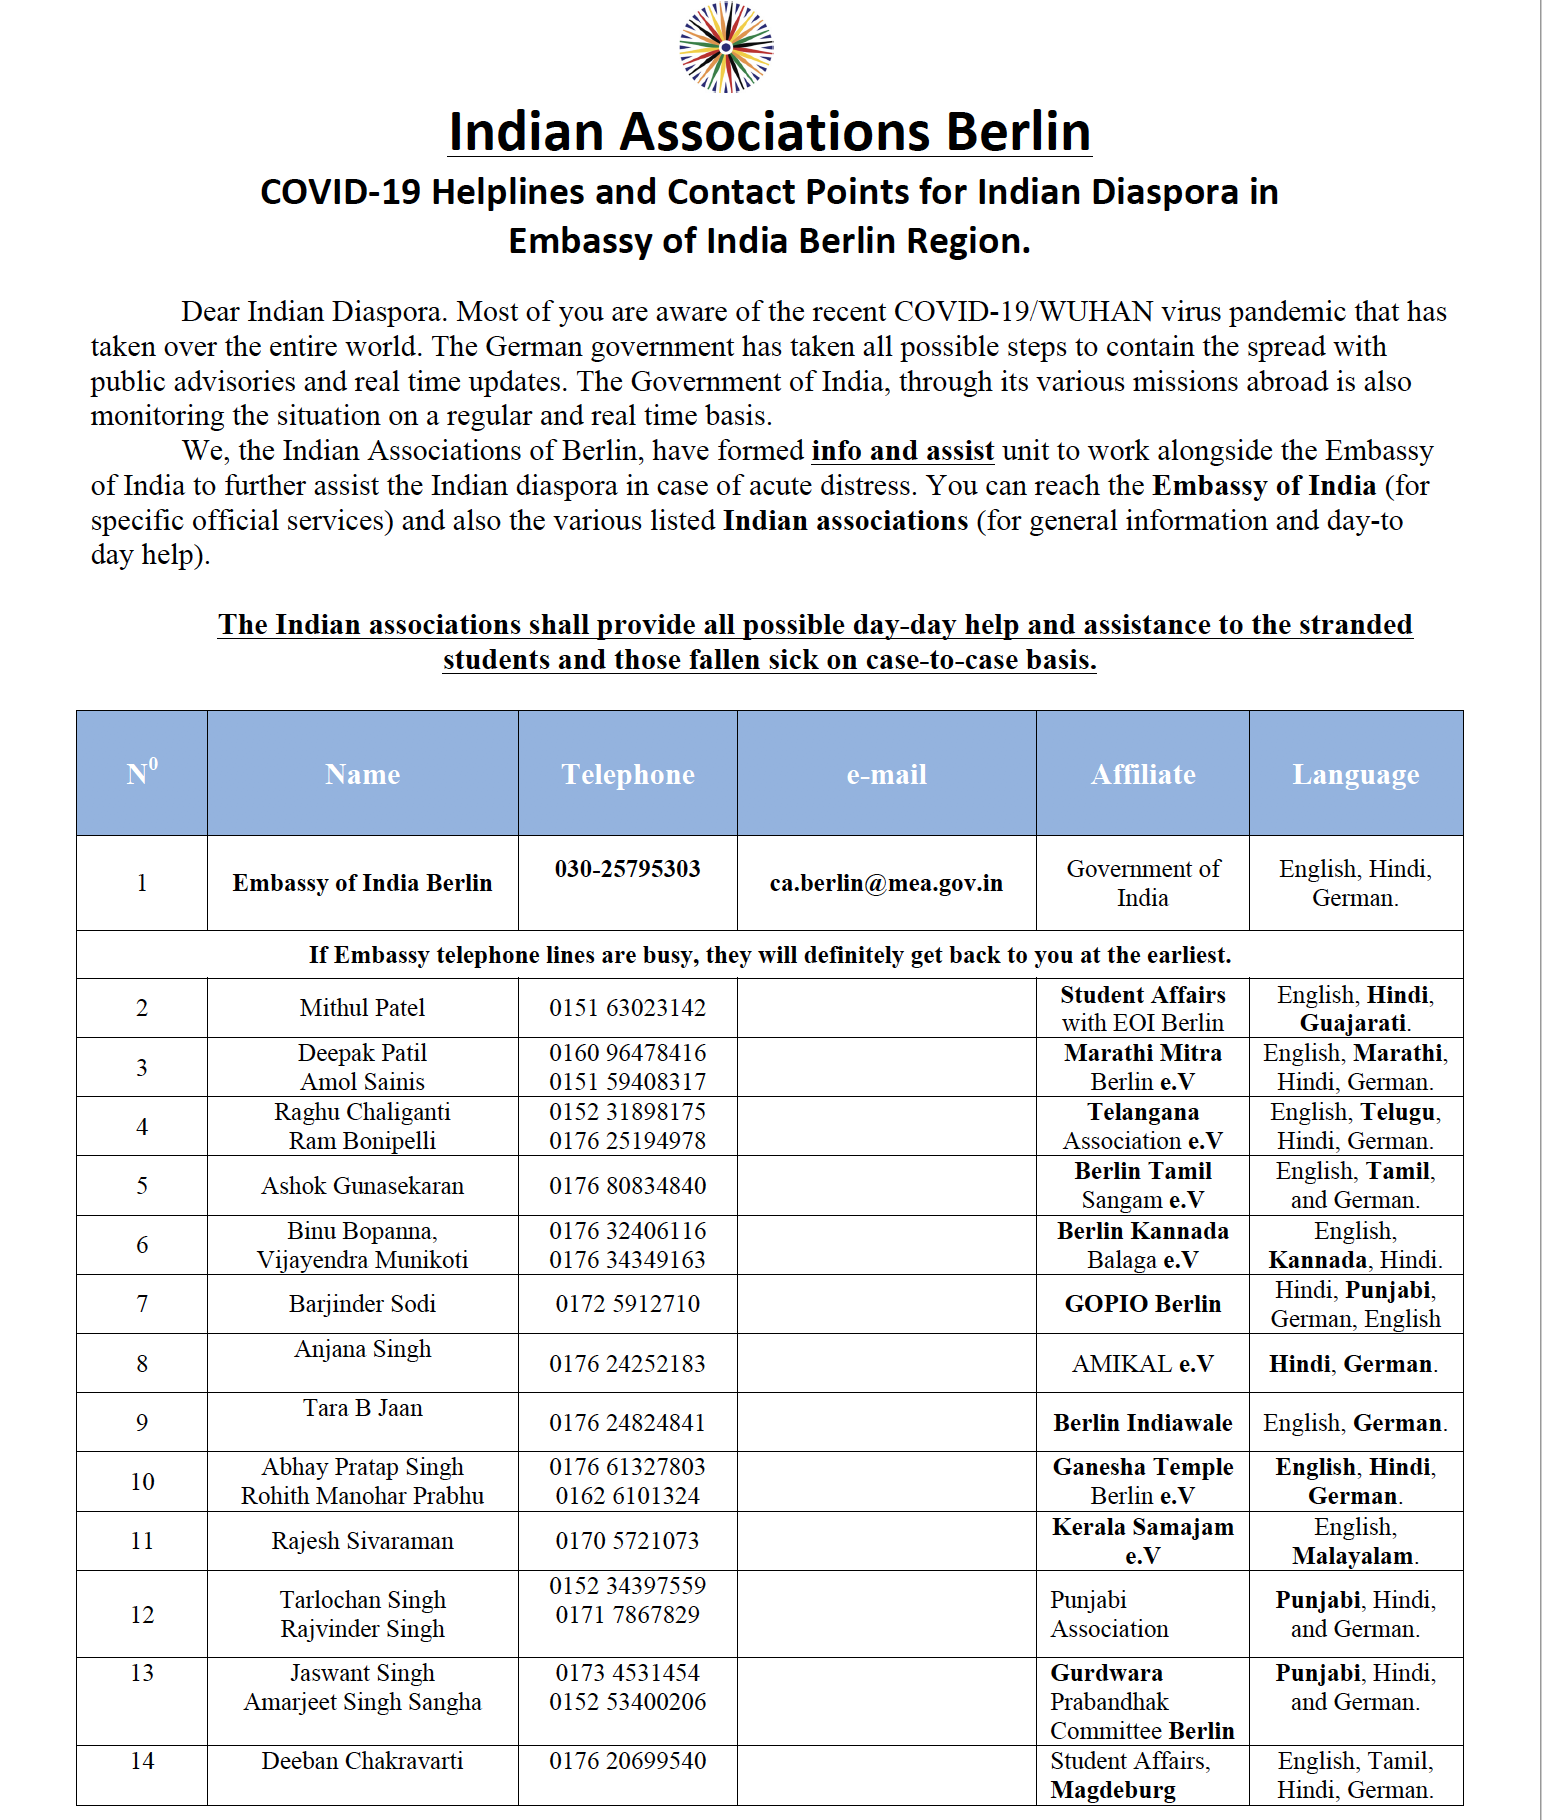 Indian Associations Berlin
COVID-19 Helplines and Contact Points for Indian Diaspora in
Embassy of India Berlin Region.
Dear Indian Diaspora. Most of you are aware of the recent COVID-19/WUHAN virus pandemic that has
taken over the entire world. The German government has taken all possible steps to contain the spread with
public advisories and real time updates. The Government of India, through its various missions abroad is also
monitoring the situation on a regular and real time basis.
We, the Indian Associations of Berlin, have formed info and assist unit to work alongside the Embassy
of India to further assist the Indian diaspora in case of acute distress. You can reach the Embassy of India (for
specific official services) and also the various listed Indian associations (for general information and day-to
day help).
The Indian associations shall provide all possible day-day help and assistance to the stranded
students and those fallen sick on case-to-case basis.
N0 Name Telephone e-mail Affiliate Language
1 Embassy of India Berlin 030-25795303 ca.berlin@mea.gov.in Government of English, Hindi,
India German.
If Embassy telephone lines are busy, they will definitely get back to you at the earliest.
2 Mithul Patel 0151 63023142 Student Affairs English, Hindi,
with EOI Berlin Guajarati.
3 Deepak Patil 0160 96478416 Marathi Mitra English, Marathi,
Amol Sainis 0151 59408317 Berlin e.V Hindi, German.
4 Raghu Chaliganti 0152 31898175 Telangana English, Telugu,
Ram Bonipelli 0176 25194978 Association e.V Hindi, German.
5 Ashok Gunasekaran 0176 80834840 Berlin Tamil English, Tamil,
Sangam e.V and German.
6 Binu Bopanna, 0176 32406116 Berlin Kannada English,
Vijayendra Munikoti 0176 34349163 Balaga e.V Kannada, Hindi.
7 Barjinder Sodi 0172 5912710 GOPIO Berlin Hindi, Punjabi,
German, English
8 Anjana Singh 0176 24252183 AMIKAL e.V Hindi, German.
9 Tara B Jaan 0176 24824841 Berlin Indiawale English, German.
10 Abhay Pratap Singh 0176 61327803 Ganesha Temple English, Hindi,
Rohith Manohar Prabhu 0162 6101324 Berlin e.V German.
11 Rajesh Sivaraman 0170 5721073 Kerala Samajam English,
e.V Malayalam.
12 Tarlochan Singh 0152 34397559 Punjabi Punjabi, Hindi,
Rajvinder Singh 0171 7867829 Association and German.
13 Jaswant Singh 0173 4531454 Gurdwara Punjabi, Hindi,
Amarjeet Singh Sangha 0152 53400206 Prabandhak and German.
Committee Berlin
14 Deeban Chakravarti 0176 20699540 Student Affairs, English, Tamil,
Magdeburg Hindi, German.